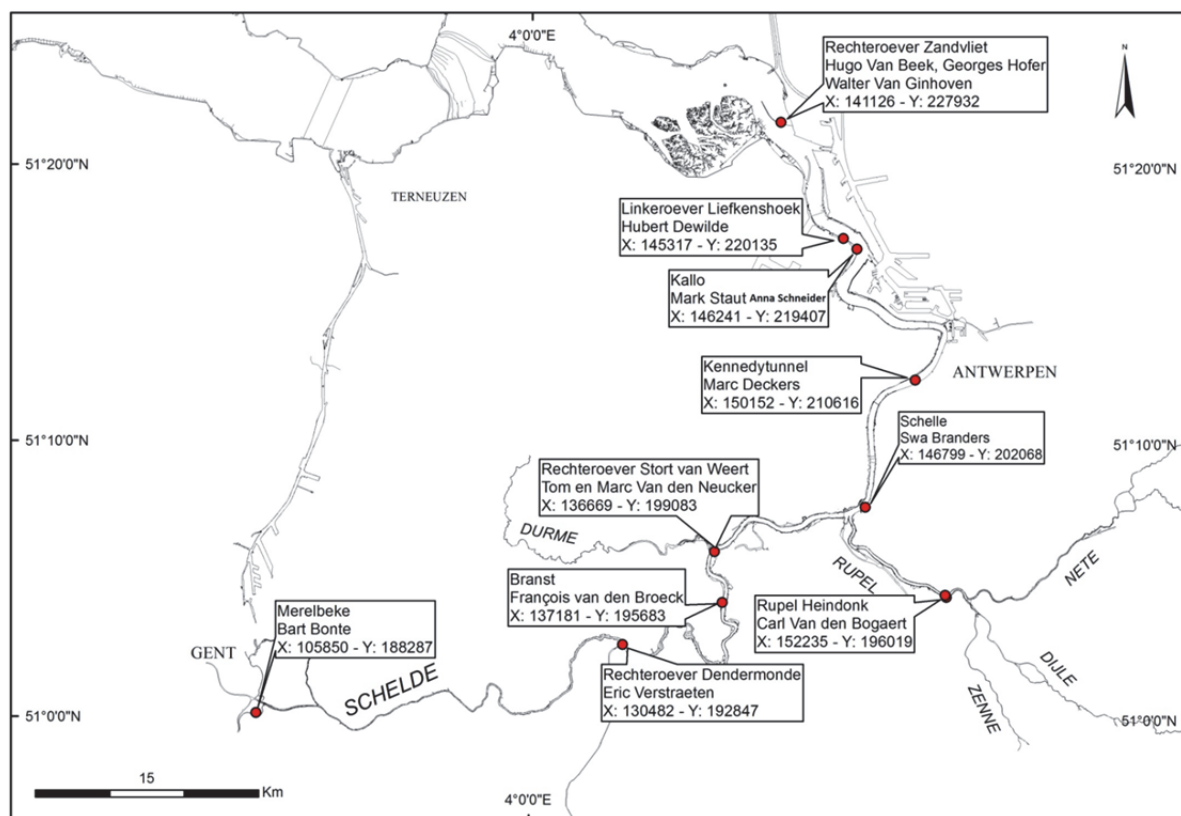 4°0'0"E
N
Rechteroever Zandvliet
Hugo Van Beek, Georges Hofer
Walter Van Ginhoven
X: 141126 - Y: 227932
51°20'0"N
51°20'0"N
TERNEUZEN
Linkeroever Liefkenshoek
Hubert Dewilde
X: 145317 - Y: 220135
Kallo
Mark Staut Anna Schneider
X: 146241 - Y: 219407
Kennedytunnel
Marc Deckers
X: 150152 - Y: 210616
ANTWERPEN
Schelle
Swa Branders
X: 146799 - Y: 202068
51°10'0"N
51°10'0"N
Rechteroever Stort van Weert
Tom en Marc Van den Neucker
X: 136669 - Y: 199083
DURME
RUPEL
NETE
Branst
François van den Broeck
X: 137181 - Y: 195683
Rupel Heindonk
Carl Van den Bogaert
X: 152235 - Y: 196019
Merelbeke
Bart Bonte
X: 105850 - Y: 188287
GENT
SCHELDE
Rechteroever Dendermonde
Eric Verstraeten
X: 130482 - Y: 192847
DIJLE
ZENNE
51°0'0"N
51°0'0"N
15
Km
4°0'0"E